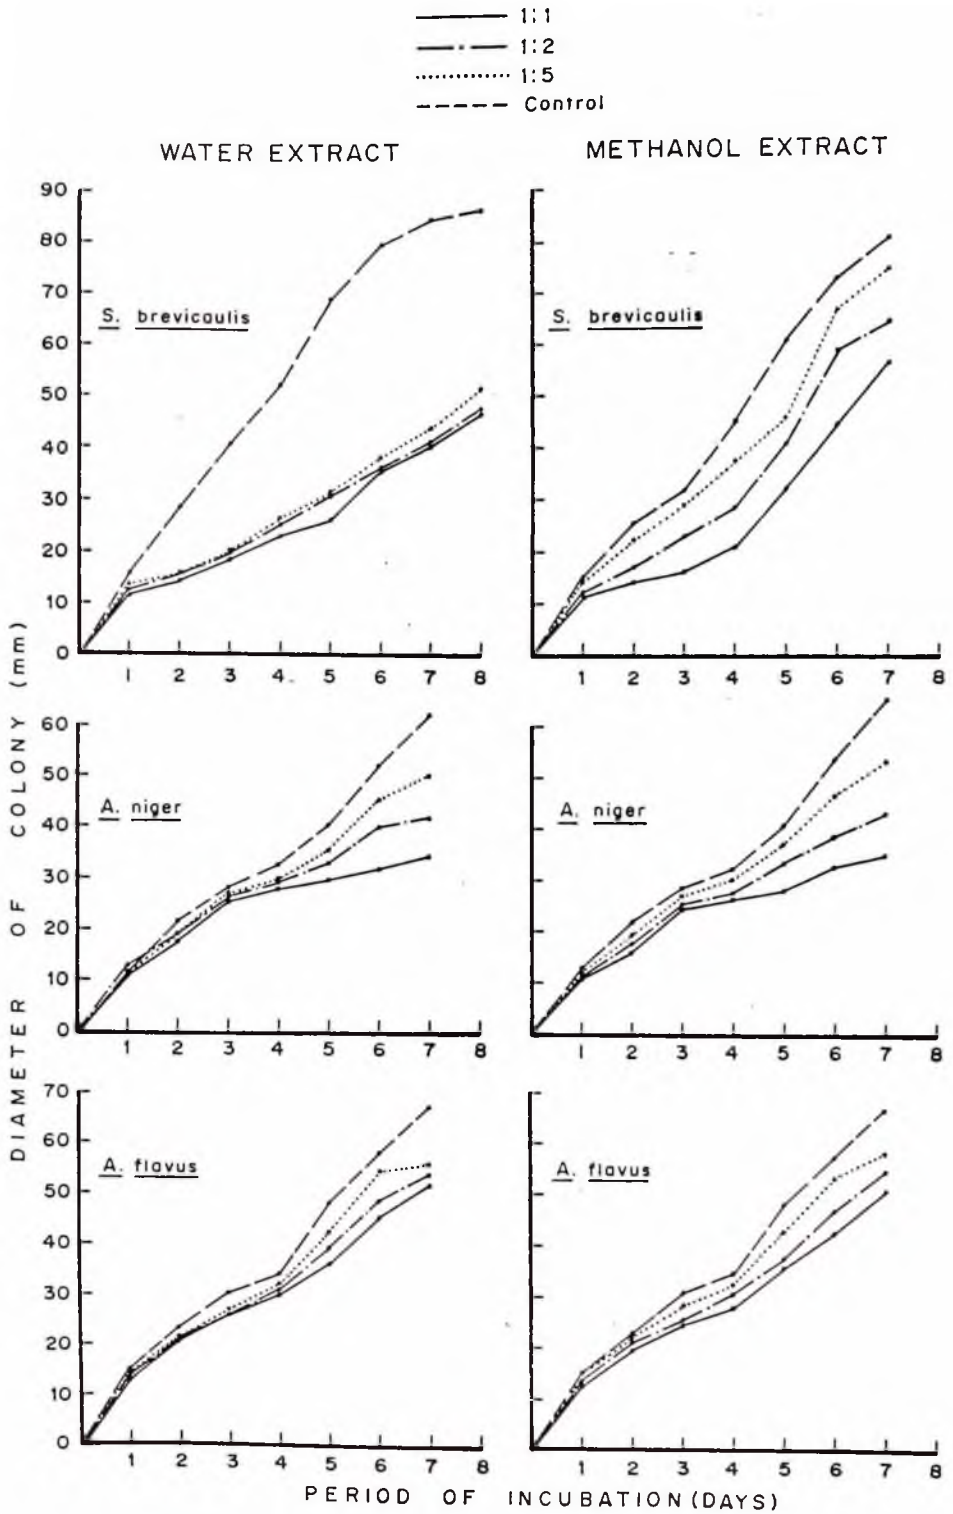 1:1
1:2
1:5
Control
WATER EXTRACT
METHANOL EXTRACT
90
80
70
60
50
40
30
20
10
0
S. brevicaulis
1 2 3 4 5 6 7 8
S. brevicaulis
1 2 3 4 5 6 7 8
60
50
40
30
20
10
0
A. niger
1 2 3 4 5 6 7 8
A. niger
1 2 3 4 5 6 7 8
70
60
50
40
30
20
10
0
A. flavus
1 2 3 4 5 6 7 8
A. flavus
1 2 3 4 5 6 7 8
DIAMETER OF COLONY (mm)
PERIOD OF INCUBATION (DAYS)